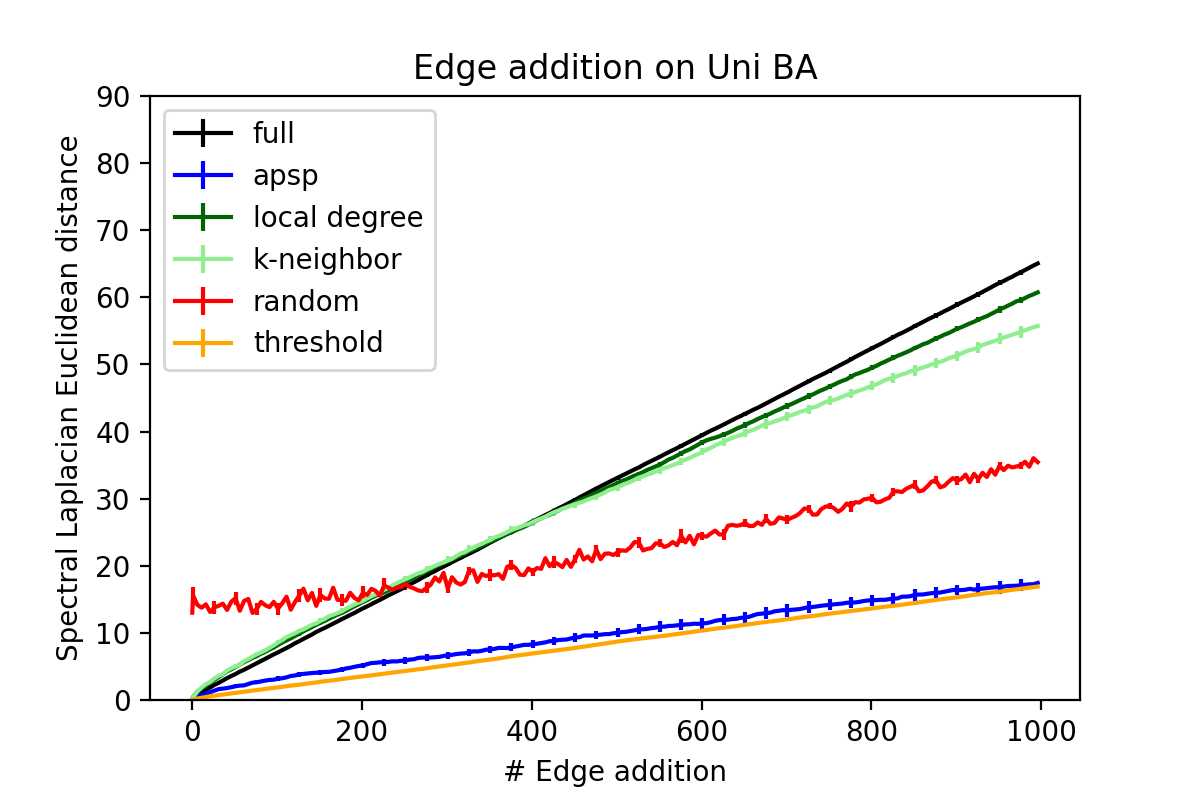 Edge addition on Uni BA
Spectral Laplacian Euclidean distance
90
80
70
60
50
40
30
20
10
0
full
apsp
local degree
k-neighbor
random
threshold
0 200 400 600 800 1000
# Edge addition